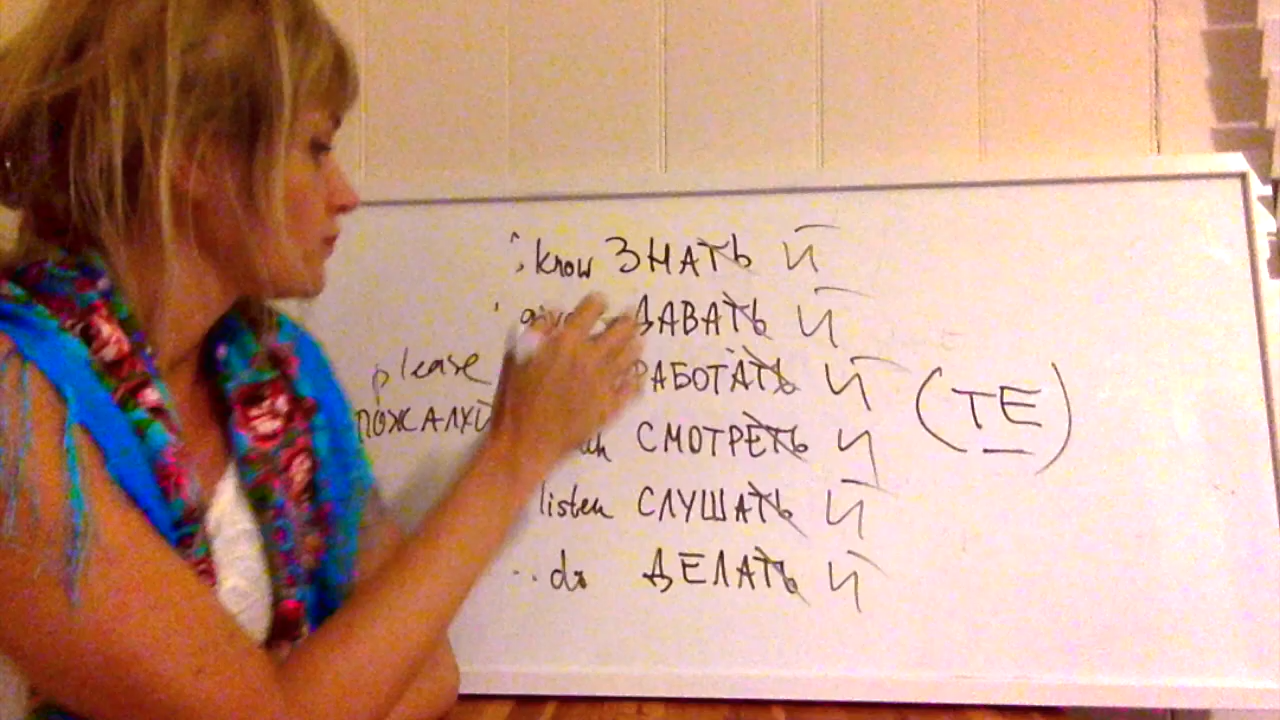 know ЗНАТЬ Й
give ДАВАТЬ Й
please РАБОТАТЬ Й (ТЕ)
ПОЖАЛУЙ СМОТРЕТЬ Й
listen СЛУШАТЬ Й
do ДЕЛАТЬ Й